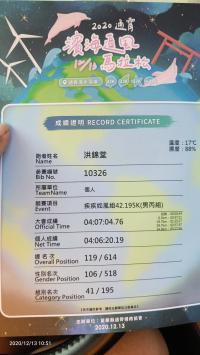 2020 通霄
濱海追風
馬拉松
成績證明 RECORD CERTIFICATE
溫度：17℃
濕度：88%
跑者姓名
Name
洪錦堂
參賽編號
Bib No.
10326
所屬單位
TeamName
個人
競賽項目
Event
疾疾如風組42.195K(男丙組)
大會成績
Official Time
04:07:04.76
個人成績
Net Time
04:06:20.19
總名次
Overall Position
119 / 614
性別名次
Gender Position
106 / 518
組別名次
Category Position
41 / 195
2020.12.13
2020/12/13 10:51